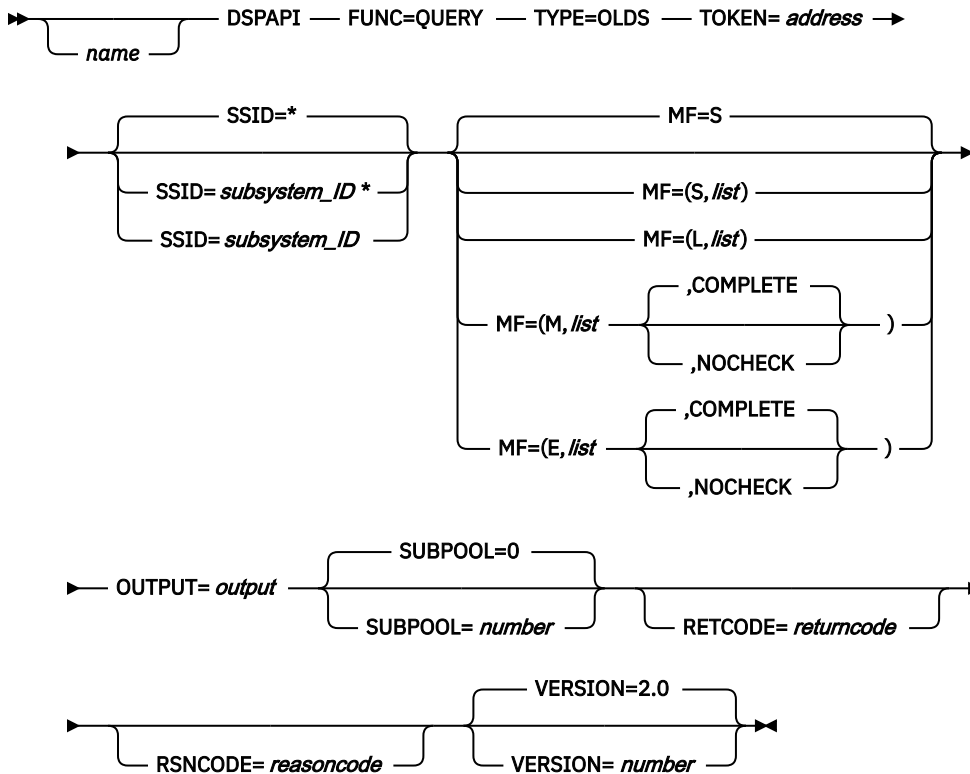 DSPAPI FUNC=QUERY TYPE=OLDS TOKEN= address
name
SSID=* MF=S
SSID= subsystem_ID * MF=(S,list)
SSID= subsystem_ID MF=(L,list)
,COMPLETE
MF=(M,list )
,NOCHECK
,COMPLETE
MF=(E,list )
,NOCHECK
SUBPOOL=0
OUTPUT= output
SUBPOOL= number RETCODE= returncode
VERSION=2.0
RSNCODE= reasoncode VERSION= number